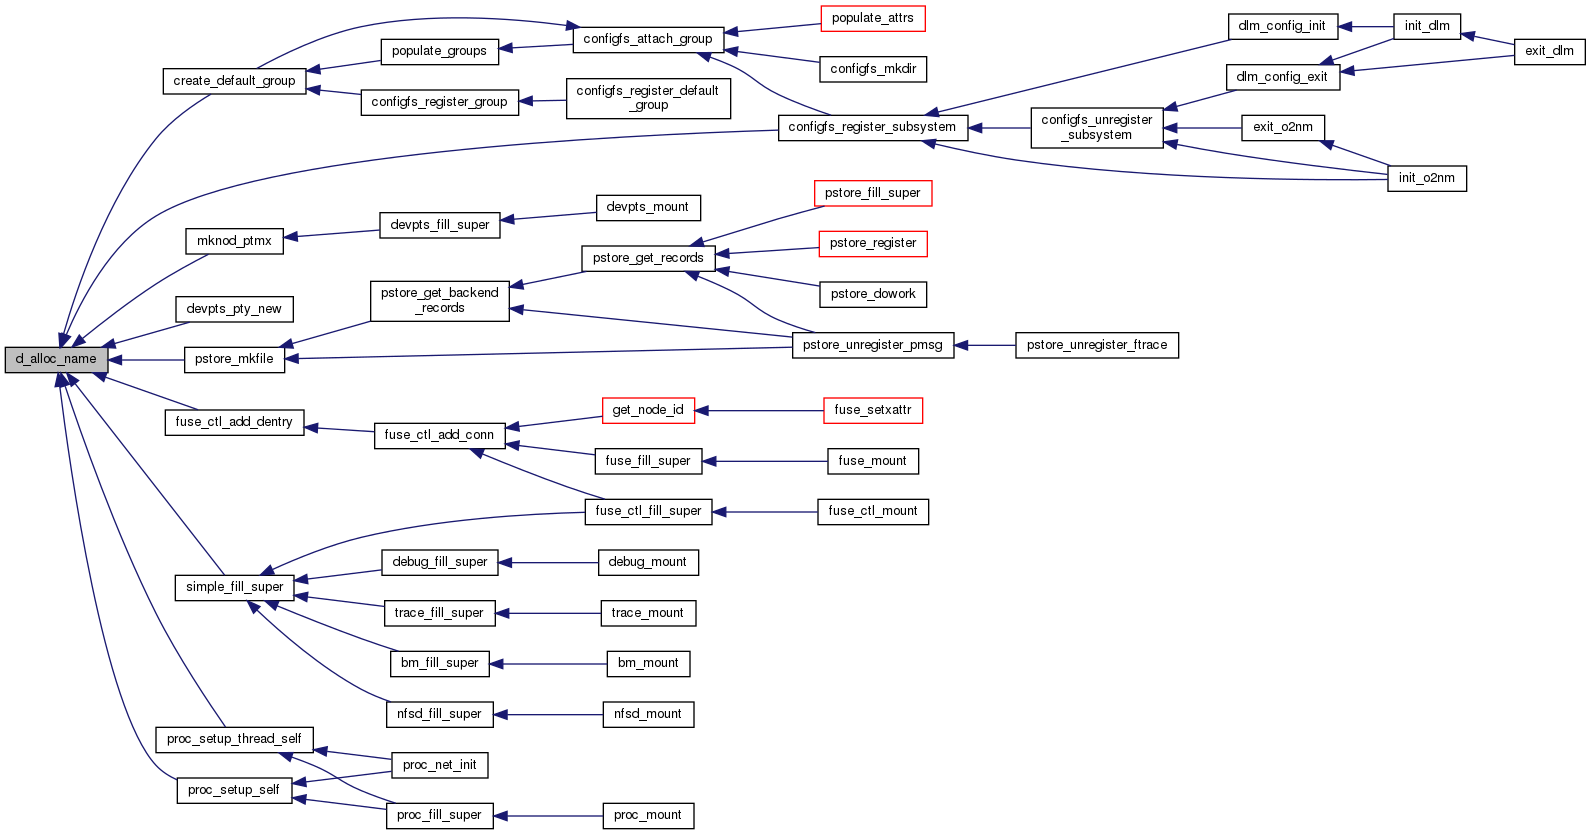 populate_attrs
dlm_config_init
init_dlm
configfs_attach_group
populate_groups
exit_dlm
configfs_mkdir
create_default_group
dlm_config_exit
configfs_register_group
configfs_register_default
_group
configfs_register_subsystem
configfs_unregister
_subsystem
exit_o2nm
init_o2nm
pstore_fill_super
devpts_mount
devpts_fill_super
mknod_ptmx
pstore_register
pstore_get_records
pstore_get_backend
_records
pstore_dowork
devpts_pty_new
d_alloc_name
pstore_mkfile
pstore_unregister_pmsg
pstore_unregister_ftrace
get_node_id
fuse_setxattr
fuse_ctl_add_dentry
fuse_ctl_add_conn
fuse_fill_super
fuse_mount
fuse_ctl_fill_super
fuse_ctl_mount
debug_fill_super
debug_mount
simple_fill_super
trace_fill_super
trace_mount
bm_fill_super
bm_mount
nfsd_fill_super
nfsd_mount
proc_setup_thread_self
proc_net_init
proc_setup_self
proc_fill_super
proc_mount